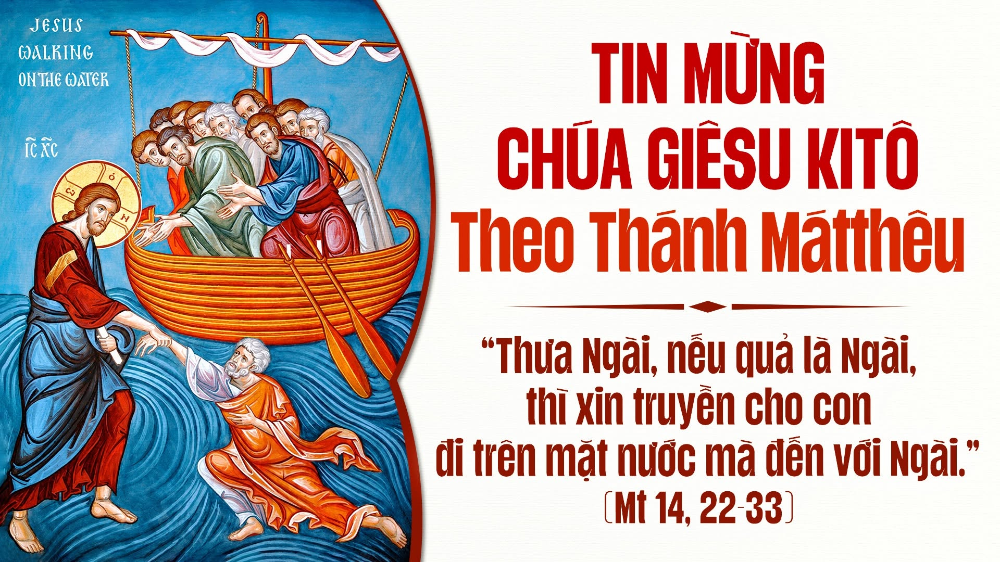 JESUS
WALKING
ON THE WATER
IC XC
Ὁ
Ω
Ν
TIN MỪNG
CHÚA GIÊSU KITÔ
Theo Thánh Mátthêu
“Thưa Ngài, nếu quả là Ngài,
thì xin truyền cho con
đi trên mặt nước mà đến với Ngài.”
(Mt 14, 22-33)